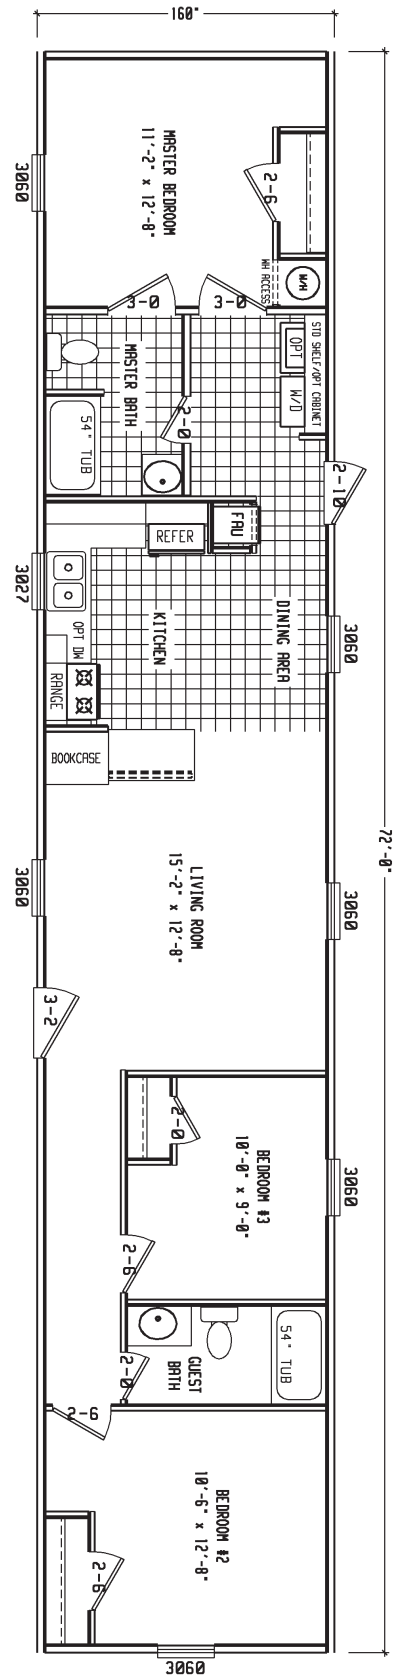 160"
72'-0"
MASTER BEDROOM
11'-2" x 12'-8"
2-6
3060
W/H
WH ACCESS
3-0
3-0
STD SHELF/OPT CABINET
OPT
W/D
MASTER BATH
2-0
54" TUB
2-10
FAU
REFER
3027
KITCHEN
DINING AREA
3060
OPT DW
RANGE
BOOKCASE
LIVING ROOM
15'-2" x 12'-8"
3060
3060
3-2
2-0
BEDROOM #3
10'-0" x 9'-0"
3060
2-6
GUEST
BATH
54" TUB
2-0
2-6
BEDROOM #2
10'-6" x 12'-8"
2-6
3060